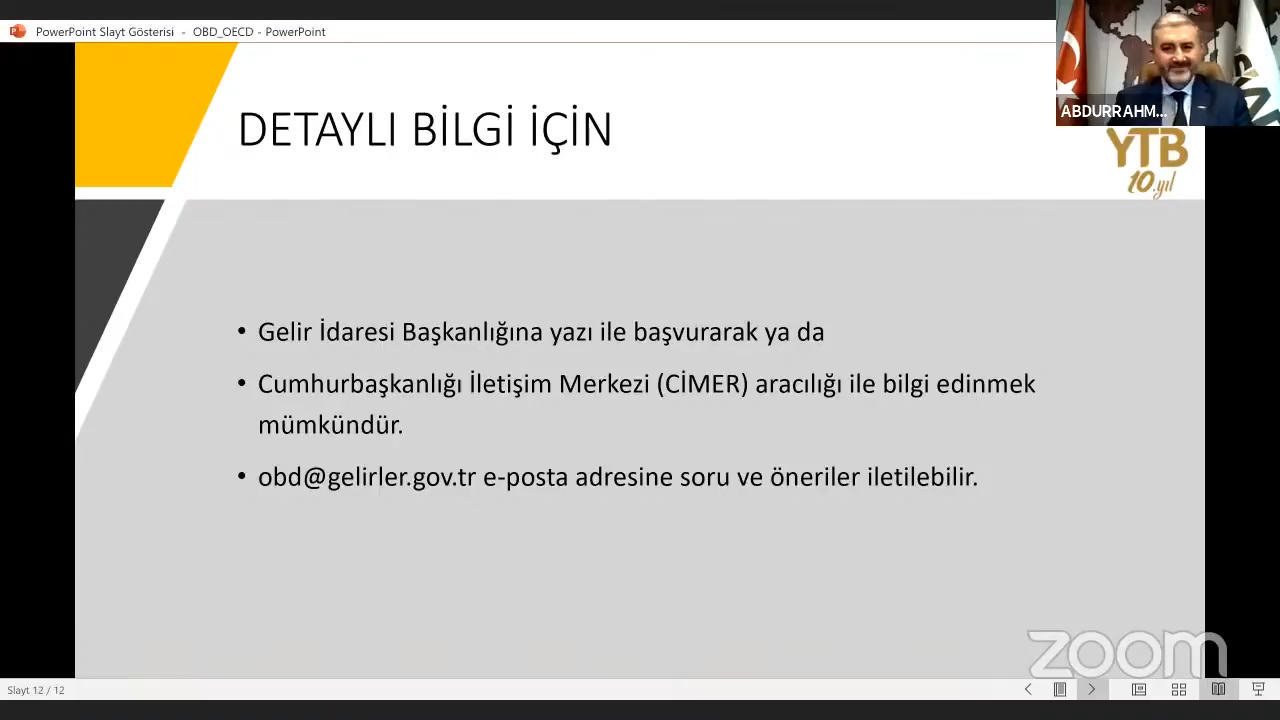 PowerPoint Slayt Gösterisi - OBD_OECD - PowerPoint
ABDURRAHM...
DETAYLI BİLGİ İÇİN
YTB
10.yıl
• Gelir İdaresi Başkanlığına yazı ile başvurarak ya da
• Cumhurbaşkanlığı İletişim Merkezi (CİMER) aracılığı ile bilgi edinmek
mümkündür.
• obd@gelirler.gov.tr e-posta adresine soru ve öneriler iletilebilir.
zoom
Slayt 12 / 12